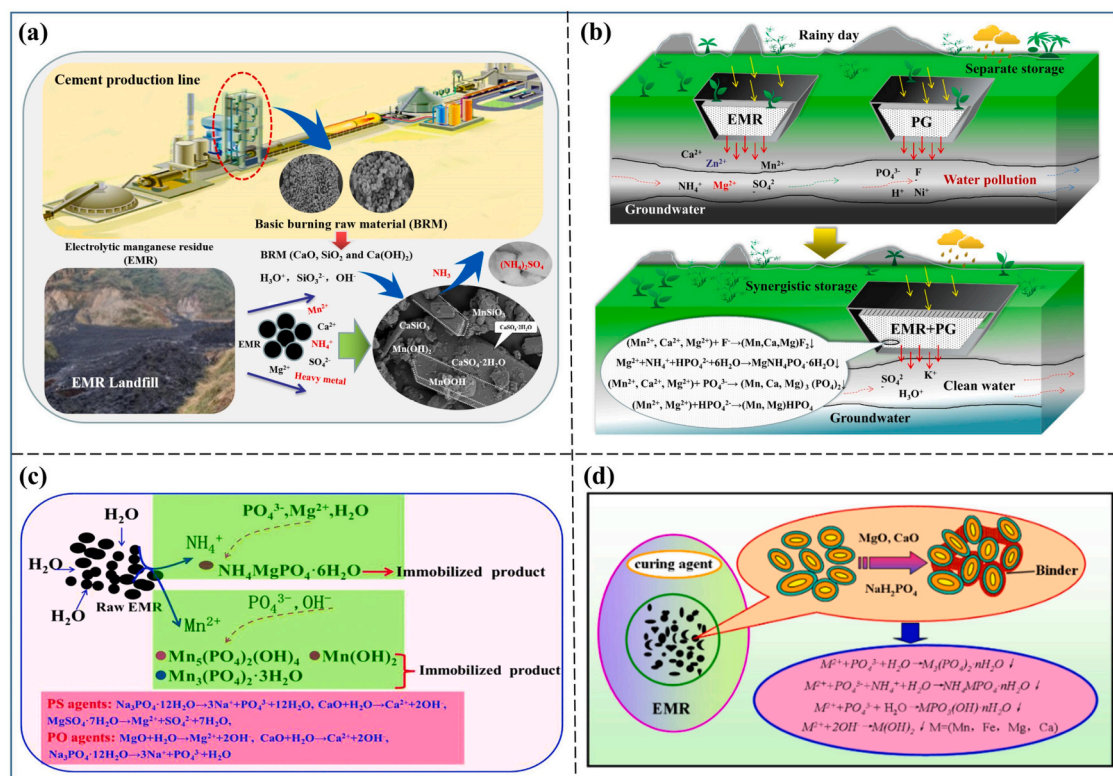 (a)
Cement production line
Basic burning raw material (BRM)
Electrolytic manganese residue
(EMR)
BRM (CaO, SiO₂ and Ca(OH)₂)
H₃O⁺, SiO₃²⁻, OH⁻
NH₃
(NH₄)₂SO₄
Mn²⁺
Ca²⁺
EMR
NH₄⁺
SO₄²⁻
Mg²⁺
Heavy metal
EMR Landfill
MnSiO₃
CaSiO₃
CaSO₄·2H₂O
Mn(OH)₂
CaSO₄·2H₂O
MnOOH
(b)
Rainy day
Separate storage
EMR
PG
Ca²⁺
Zn²⁺
Mn²⁺
NH₄⁺
Mg²⁺
SO₄²
-
PO₄³⁻
F
-
H⁺
Ni⁺
Water pollution
Groundwater
Synergistic storage
EMR+PG
(Mn²⁺, Ca²⁺, Mg²⁺)+ F⁻→(Mn,Ca,Mg)F₂↓
Mg²⁺+NH₄⁺+HPO₄²⁻+6H₂O→MgNH₄PO₄·6H₂O↓
(Mn²⁺, Ca²⁺, Mg²⁺)+ PO₄³⁻→ (Mn, Ca, Mg)₃ (PO₄)₂↓
(Mn²⁺, Mg²⁺)+HPO₄²⁻→(Mn, Mg)HPO₄
SO₄²
-
K⁺
H₃O⁺
Clean water
Groundwater
(c)
H₂O
H₂O
H₂O
Raw EMR
PO₄³⁻,Mg²⁺,H₂O
NH₄⁺
NH₄MgPO₄·6H₂O
Immobilized product
PO₄³⁻,OH⁻
Mn²⁺
Mn₅(PO₄)₂(OH)₄
Mn(OH)₂
Mn₃(PO₄)₂·3H₂O
Immobilized product
PS agents: Na₃PO₄·12H₂O→3Na⁺+PO₄³⁻+12H₂O, CaO+H₂O→Ca²⁺+2OH⁻,
MgSO₄·7H₂O→Mg²⁺+SO₄²⁻+7H₂O,
PO agents: MgO+H₂O→Mg²⁺+2OH⁻, CaO+H₂O→Ca²⁺+2OH⁻,
Na₃PO₄·12H₂O→3Na⁺+PO₄³⁻+H₂O
(d)
curing agent
EMR
MgO, CaO
NaH₂PO₄
Binder
M²⁺+PO₄³⁻+H₂O→M₃(PO₄)₂·nH₂O↓
M²⁺+PO₄³⁻+NH₄⁺+H₂O→NH₄MPO₄·nH₂O↓
M²⁺+PO₄³⁻+ H₂O→MPO₃(OH)·nH₂O↓
M²⁺+2OH⁻→M(OH)₂ ↓ M=(Mn, Fe, Mg, Ca)